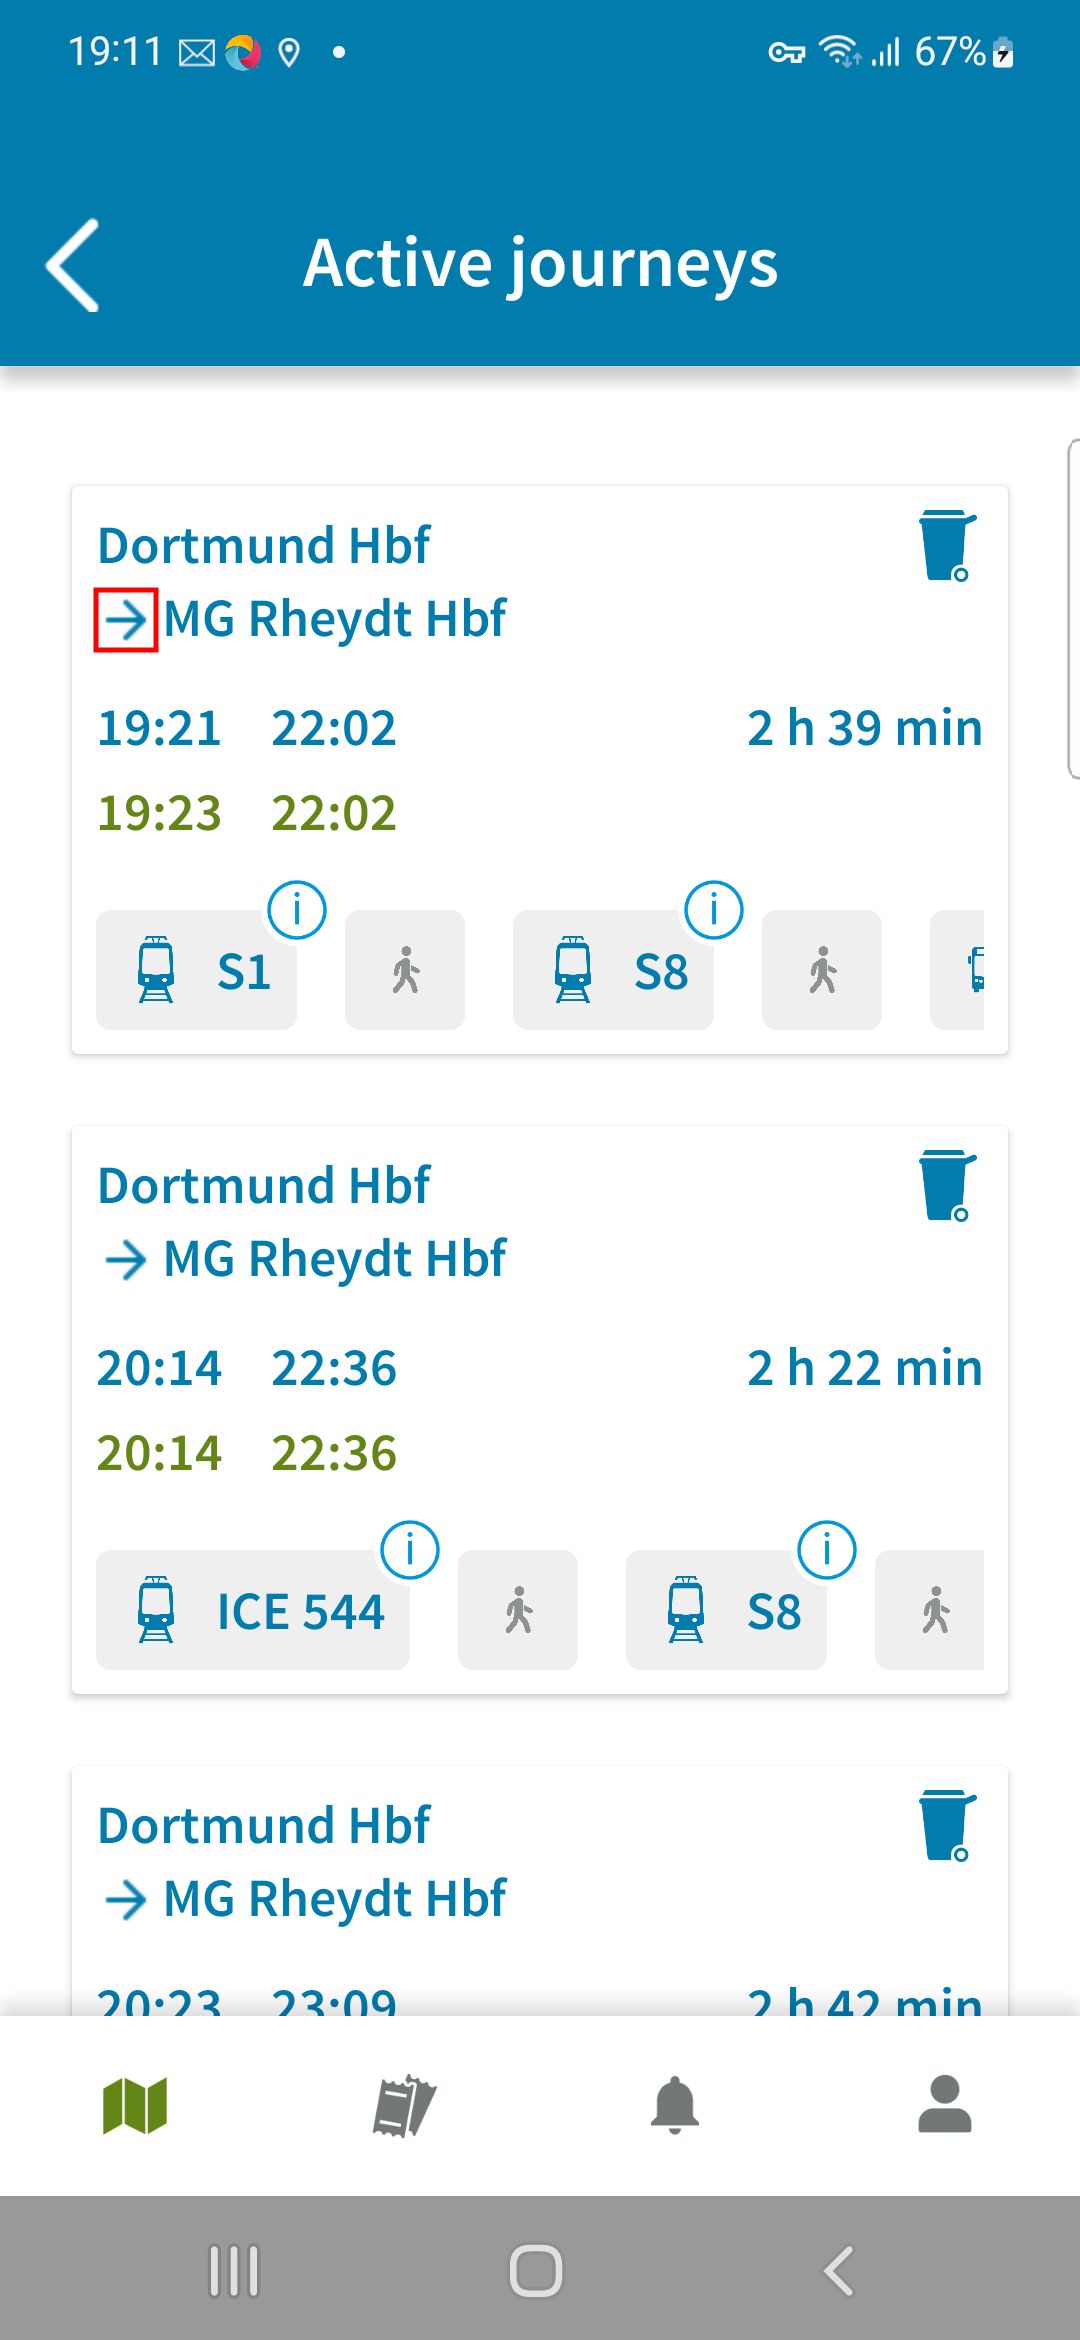 19:11 67%
Active journeys
Dortmund Hbf
→ MG Rheydt Hbf
19:21 22:02 2 h 39 min
19:23 22:02
S1 S8
Dortmund Hbf
→ MG Rheydt Hbf
20:14 22:36 2 h 22 min
20:14 22:36
ICE 544 S8
Dortmund Hbf
→ MG Rheydt Hbf
20:23 23:09 2 h 42 min